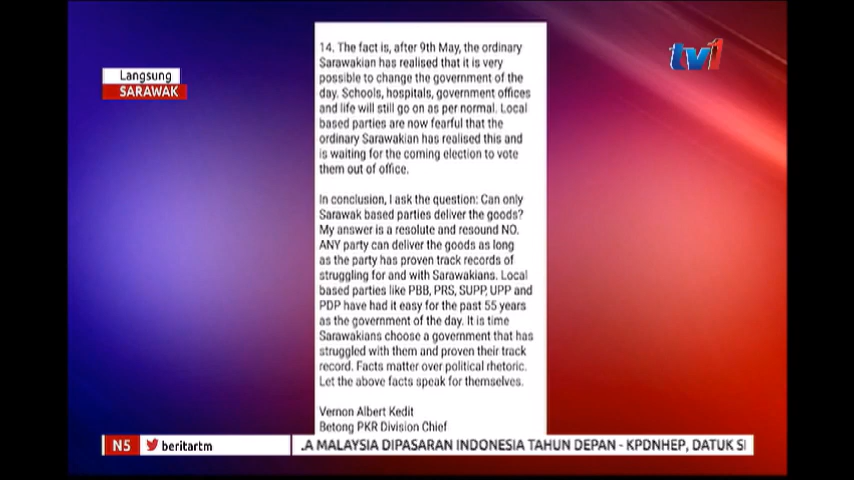 tv1
Langsung
SARAWAK
14. The fact is, after 9th May, the ordinary
Sarawakian has realised that it is very
possible to change the government of the
day. Schools, hospitals, government offices
and life will still go on as per normal. Local
based parties are now fearful that the
ordinary Sarawakian has realised this and
is waiting for the coming election to vote
them out of office.
In conclusion, I ask the question: Can only
Sarawak based parties deliver the goods?
My answer is a resolute and resound NO.
ANY party can deliver the goods as long
as the party has proven track records of
struggling for and with Sarawakians. Local
based parties like PBB, PRS, SUPP, UPP and
PDP have had it easy for the past 55 years
as the government of the day. It is time
Sarawakians choose a government that has
struggled with them and proven their track
record. Facts matter over political rhetoric.
Let the above facts speak for themselves.
Vernon Albert Kedit
Betong PKR Division Chief
N5 beritartm .A MALAYSIA DIPASARAN INDONESIA TAHUN DEPAN - KPDNHEP, DATUK